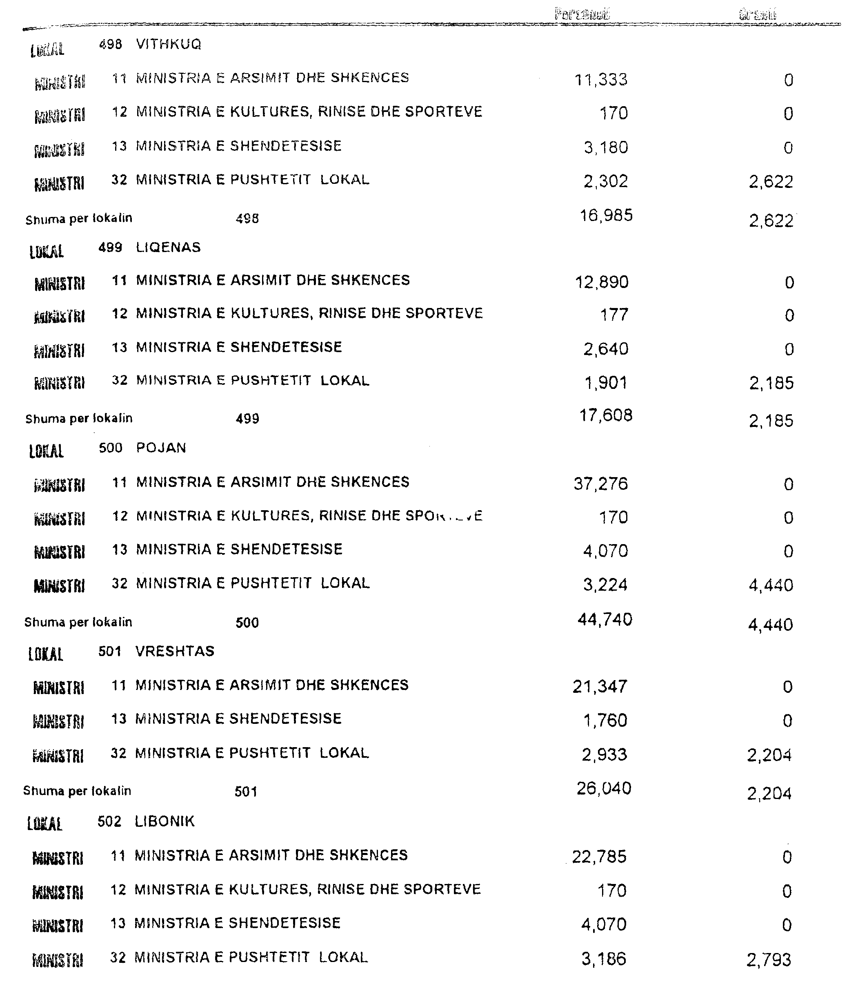 Personeli Granti
LOKAL 498 VITHKUQ
MINISTRI 11 MINISTRIA E ARSIMIT DHE SHKENCES 11,333 0
MINISTRI 12 MINISTRIA E KULTURES, RINISE DHE SPORTEVE 170 0
MINISTRI 13 MINISTRIA E SHENDETESISE 3,180 0
MINISTRI 32 MINISTRIA E PUSHTETIT LOKAL 2,302 2,622
Shuma per lokalin 498 16,985 2,622
LOKAL 499 LIQENAS
MINISTRI 11 MINISTRIA E ARSIMIT DHE SHKENCES 12,890 0
MINISTRI 12 MINISTRIA E KULTURES, RINISE DHE SPORTEVE 177 0
MINISTRI 13 MINISTRIA E SHENDETESISE 2,640 0
MINISTRI 32 MINISTRIA E PUSHTETIT LOKAL 1,901 2,185
Shuma per lokalin 499 17,608 2,185
LOKAL 500 POJAN
MINISTRI 11 MINISTRIA E ARSIMIT DHE SHKENCES 37,276 0
MINISTRI 12 MINISTRIA E KULTURES, RINISE DHE SPORTEVE 170 0
MINISTRI 13 MINISTRIA E SHENDETESISE 4,070 0
MINISTRI 32 MINISTRIA E PUSHTETIT LOKAL 3,224 4,440
Shuma per lokalin 500 44,740 4,440
LOKAL 501 VRESHTAS
MINISTRI 11 MINISTRIA E ARSIMIT DHE SHKENCES 21,347 0
MINISTRI 13 MINISTRIA E SHENDETESISE 1,760 0
MINISTRI 32 MINISTRIA E PUSHTETIT LOKAL 2,933 2,204
Shuma per lokalin 501 26,040 2,204
LOKAL 502 LIBONIK
MINISTRI 11 MINISTRIA E ARSIMIT DHE SHKENCES 22,785 0
MINISTRI 12 MINISTRIA E KULTURES, RINISE DHE SPORTEVE 170 0
MINISTRI 13 MINISTRIA E SHENDETESISE 4,070 0
MINISTRI 32 MINISTRIA E PUSHTETIT LOKAL 3,186 2,793